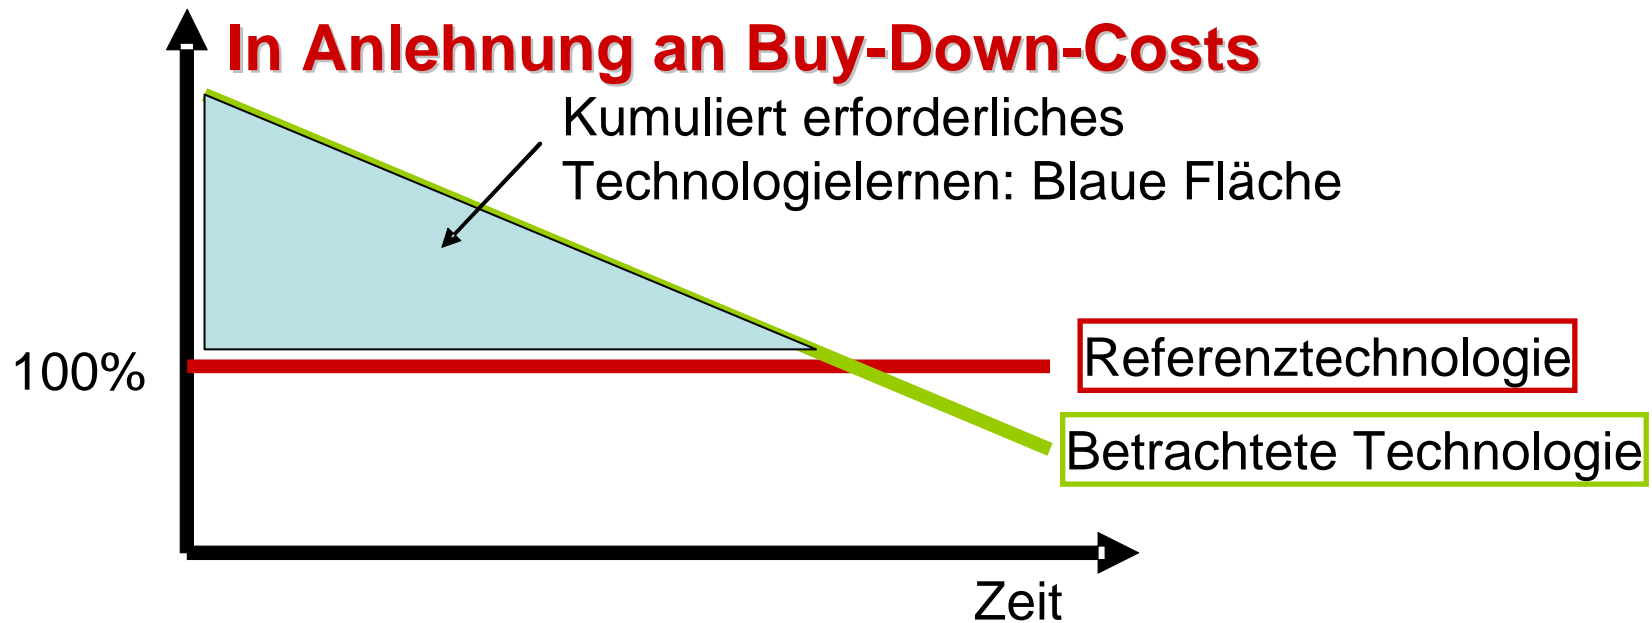 In Anlehnung an Buy-Down-Costs
Kumuliert erforderliches
Technologielernen: Blaue Fläche
100%
Referenztechnologie
Betrachtete Technologie
Zeit